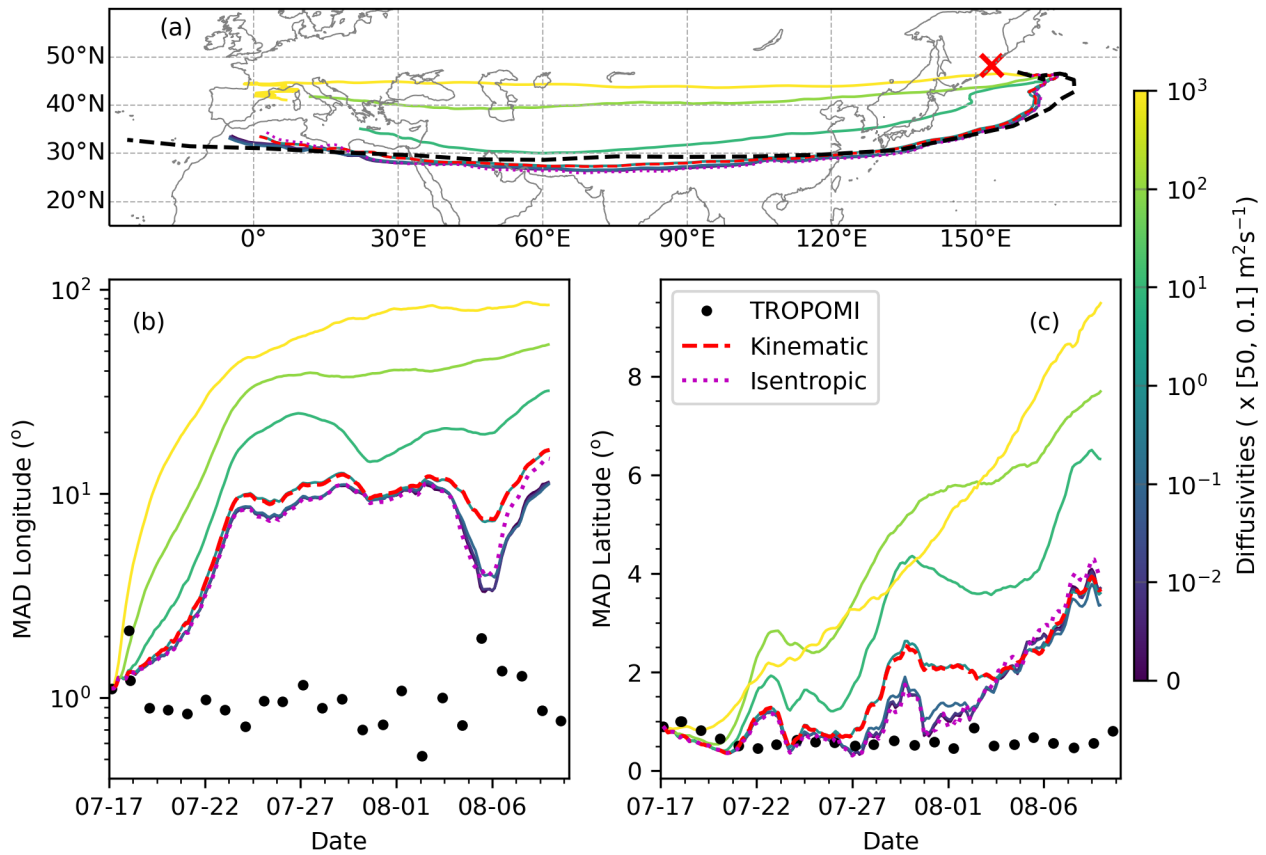 (a)
50°N
40°N
30°N
20°N
0°
30°E
60°E
90°E
120°E
150°E
10³
10²
10¹
10⁰
10⁻¹
10⁻²
0
Diffusivities ( x [50, 0.1] m²s⁻¹)
(b)
10²
10¹
10⁰
MAD Longitude (°)
07-17
07-22
07-27
08-01
08-06
Date
(c)
TROPOMI
Kinematic
Isentropic
8
6
4
2
0
MAD Latitude (°)
07-17
07-22
07-27
08-01
08-06
Date